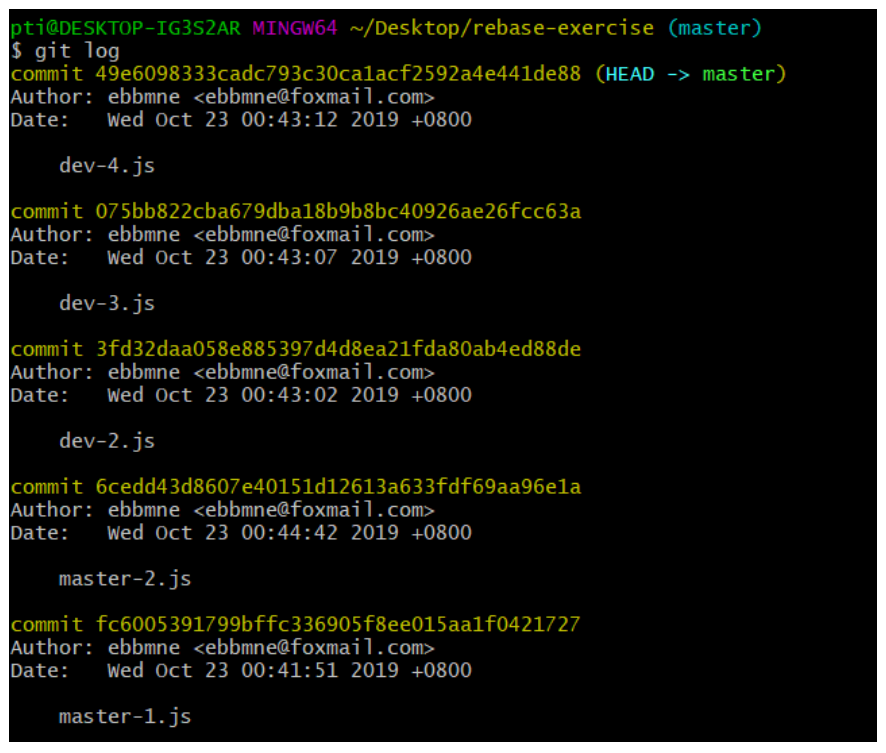 pti@DESKTOP-IG3S2AR MINGW64 ~/Desktop/rebase-exercise (master)
$ git log
commit 49e6098333cadc793c30ca1acf2592a4e441de88 (HEAD -> master)
Author: ebbmne <ebbmne@foxmail.com>
Date:   Wed Oct 23 00:43:12 2019 +0800
    dev-4.js
commit 075bb822cba679dba18b9b8bc40926ae26fcc63a
Author: ebbmne <ebbmne@foxmail.com>
Date:   Wed Oct 23 00:43:07 2019 +0800
    dev-3.js
commit 3fd32daa058e885397d4d8ea21fda80ab4ed88de
Author: ebbmne <ebbmne@foxmail.com>
Date:   Wed Oct 23 00:43:02 2019 +0800
    dev-2.js
commit 6cedd43d8607e40151d12613a633fdf69aa96e1a
Author: ebbmne <ebbmne@foxmail.com>
Date:   Wed Oct 23 00:44:42 2019 +0800
    master-2.js
commit fc6005391799bffc336905f8ee015aa1f0421727
Author: ebbmne <ebbmne@foxmail.com>
Date:   Wed Oct 23 00:41:51 2019 +0800
    master-1.js